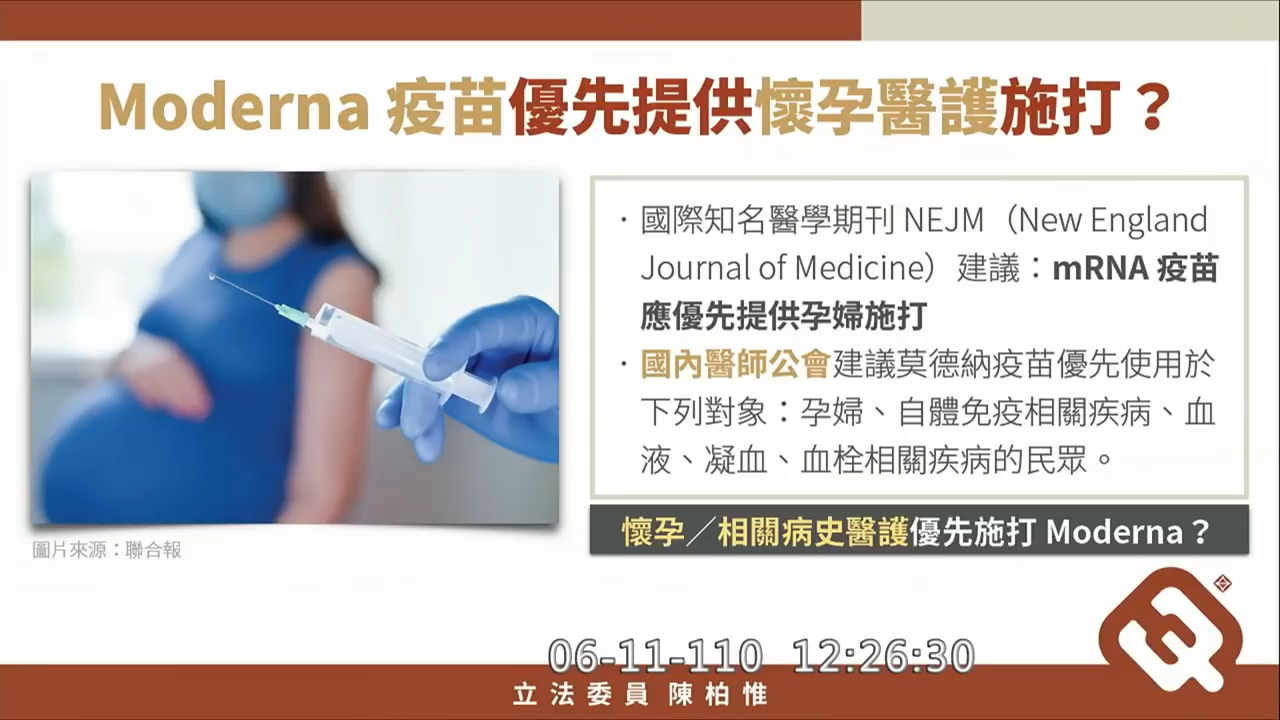 Moderna 疫苗優先提供懷孕醫護施打？
．國際知名醫學期刊 NEJM（New England
Journal of Medicine）建議：mRNA 疫苗
應優先提供孕婦施打
．國內醫師公會建議莫德納疫苗優先使用於
下列對象：孕婦、自體免疫相關疾病、血
液、凝血、血栓相關疾病的民眾。
圖片來源：聯合報
懷孕／相關病史醫護優先施打 Moderna？
06-11-110 12:26:30
立法委員 陳柏惟